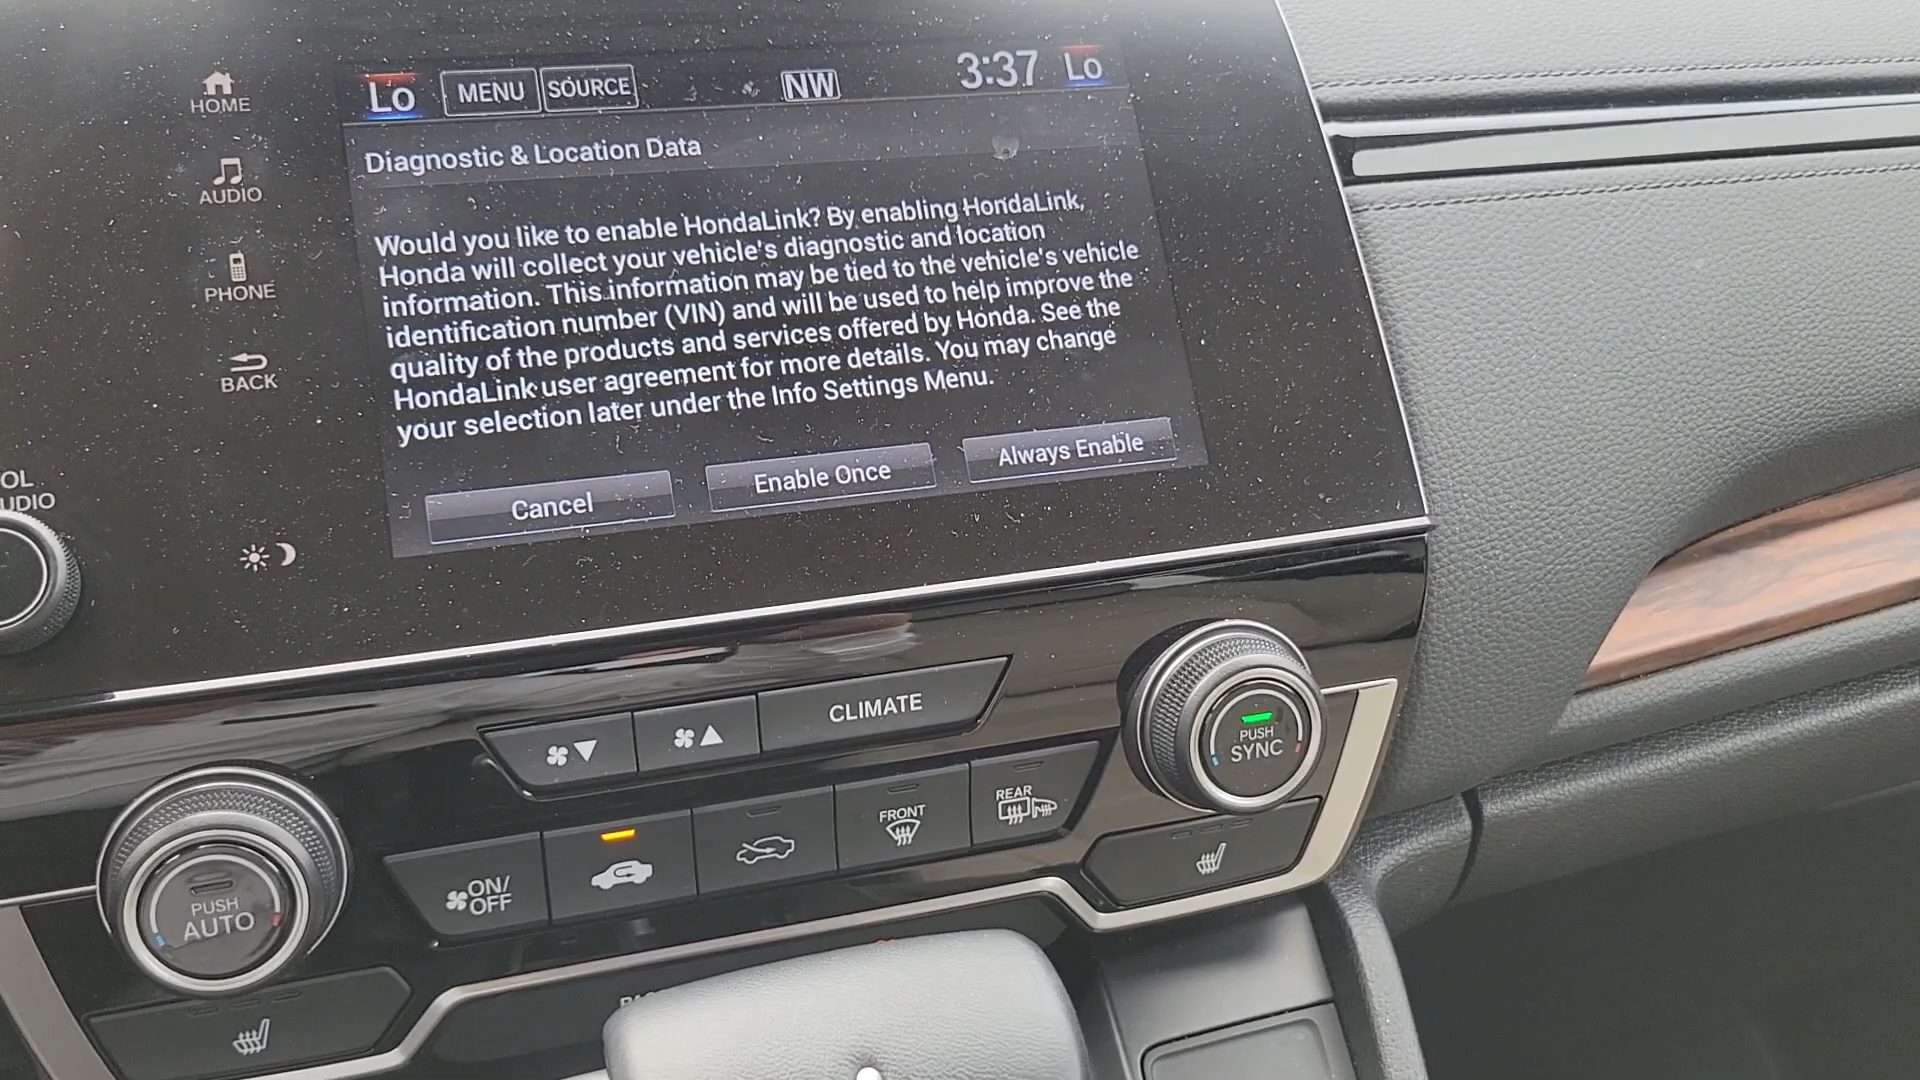 HOME
AUDIO
PHONE
BACK
OL
UDIO
Lo MENU SOURCE NW 3:37 Lo
Diagnostic & Location Data
Would you like to enable HondaLink? By enabling HondaLink,
Honda will collect your vehicle's diagnostic and location
information. This information may be tied to the vehicle's vehicle
identification number (VIN) and will be used to help improve the
quality of the products and services offered by Honda. See the
HondaLink user agreement for more details. You may change
your selection later under the Info Settings Menu.
Cancel Enable Once Always Enable
CLIMATE
PUSH
SYNC
ON/
OFF
FRONT
REAR
PUSH
AUTO